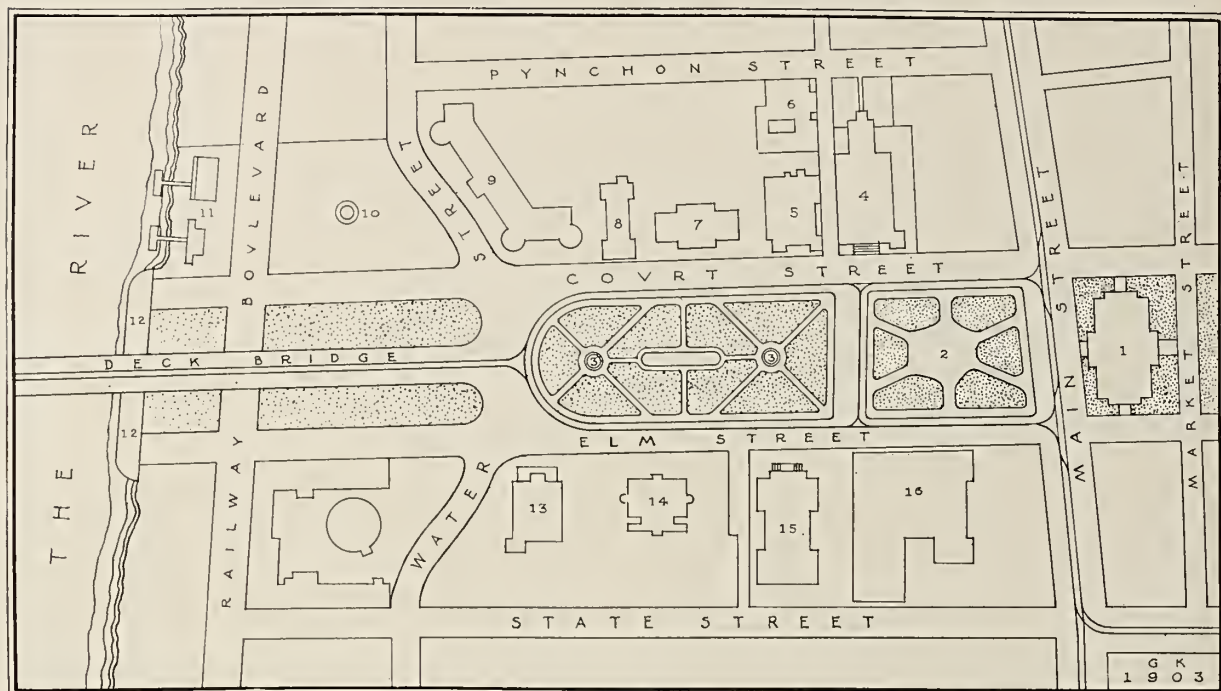 PYNCHON STREET
THE RIVER
BOVLEVARD
RAILWAY
WATER STREET
COVRT STREET
MAIN STREET
MARKET STREET
DECK BRIDGE
ELM STREET
STATE STREET
1
2
3
3
4
5
6
7
8
9
10
11
12
12
13
14
15.
16
G K
1903